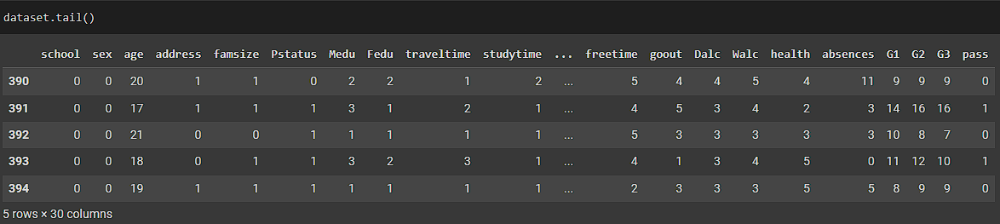 dataset.tail()
school sex age address famsize Pstatus Medu Fedu traveltime studytime ... freetime goout Dalc Walc health absences G1 G2 G3 pass
390 0 0 20 1 1 0 2 2 1 2 ... 5 4 4 5 4 11 9 9 9 0
391 0 0 17 1 1 1 3 1 2 1 ... 4 5 3 4 2 3 14 16 16 1
392 0 0 21 0 0 1 1 1 1 1 ... 5 3 3 3 3 3 10 8 7 0
393 0 0 18 0 1 1 3 2 3 1 ... 4 1 3 4 5 0 11 12 10 1
394 0 0 19 1 1 1 1 1 1 1 ... 2 3 3 3 5 5 8 9 9 0
5 rows × 30 columns